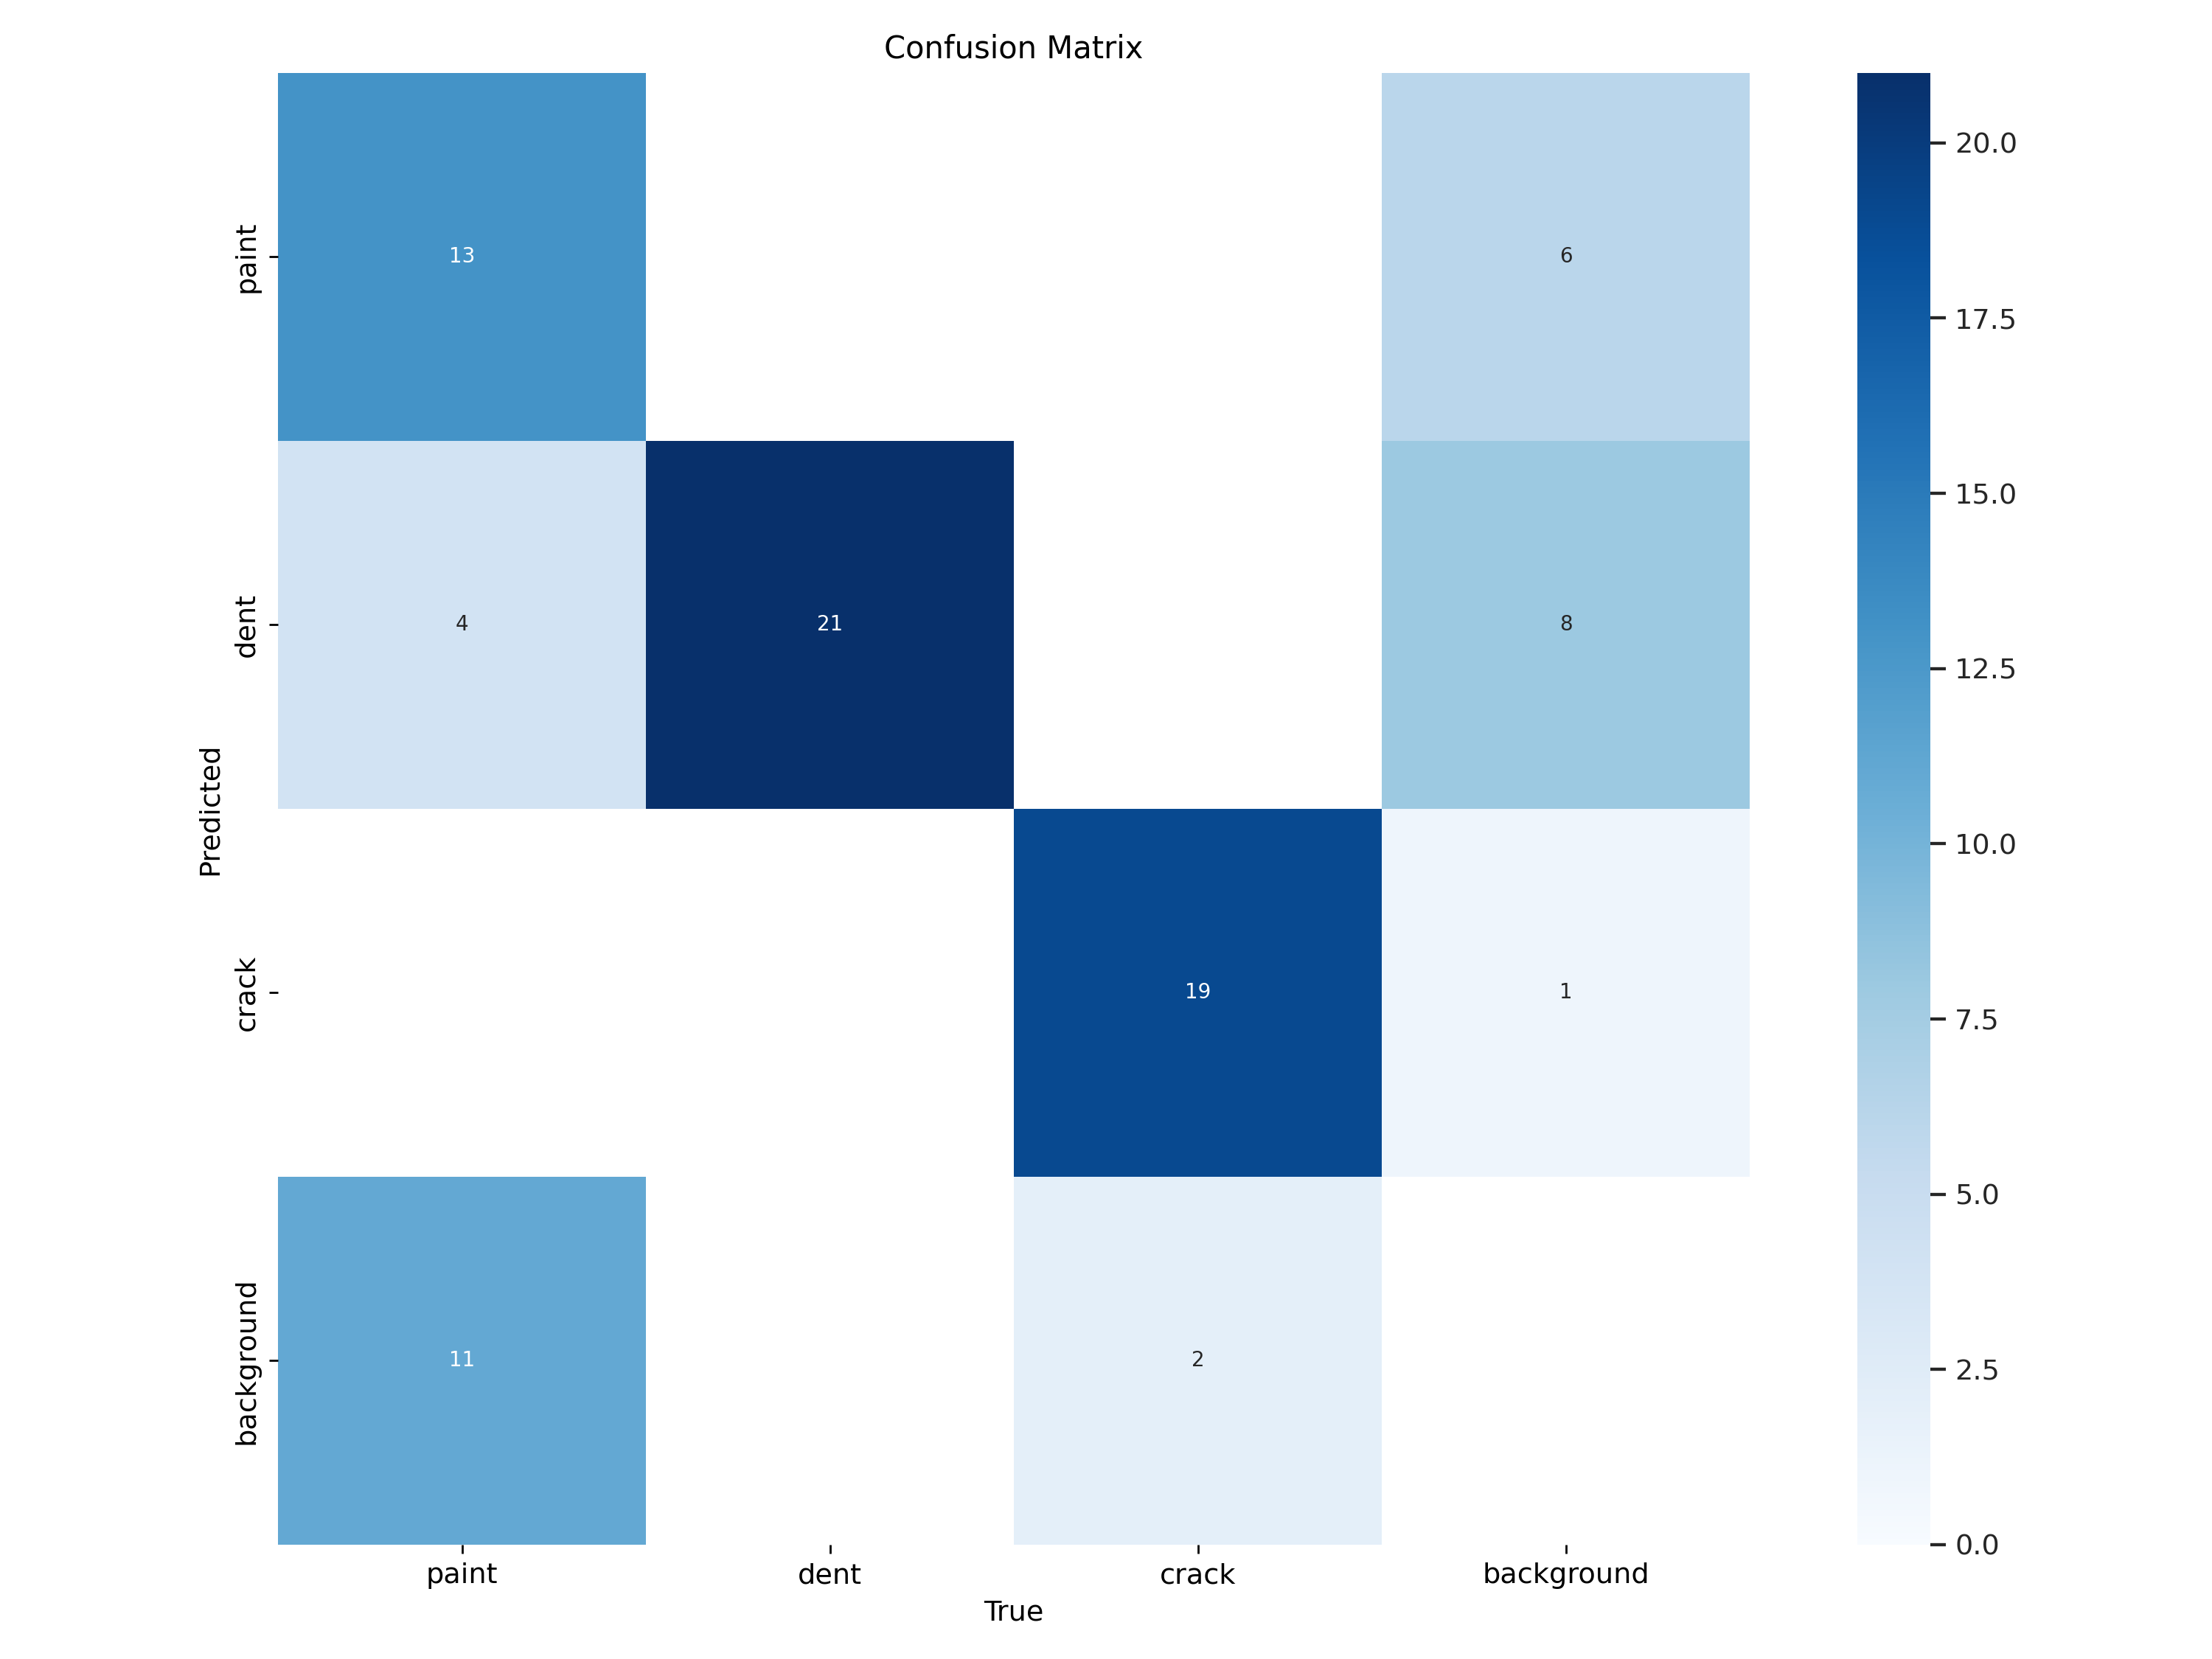 Confusion Matrix
paint
13
6
dent
4
21
8
Predicted
crack
19
1
background
11
2
paint
dent
crack
background
True
20.0
17.5
15.0
12.5
10.0
7.5
5.0
2.5
0.0